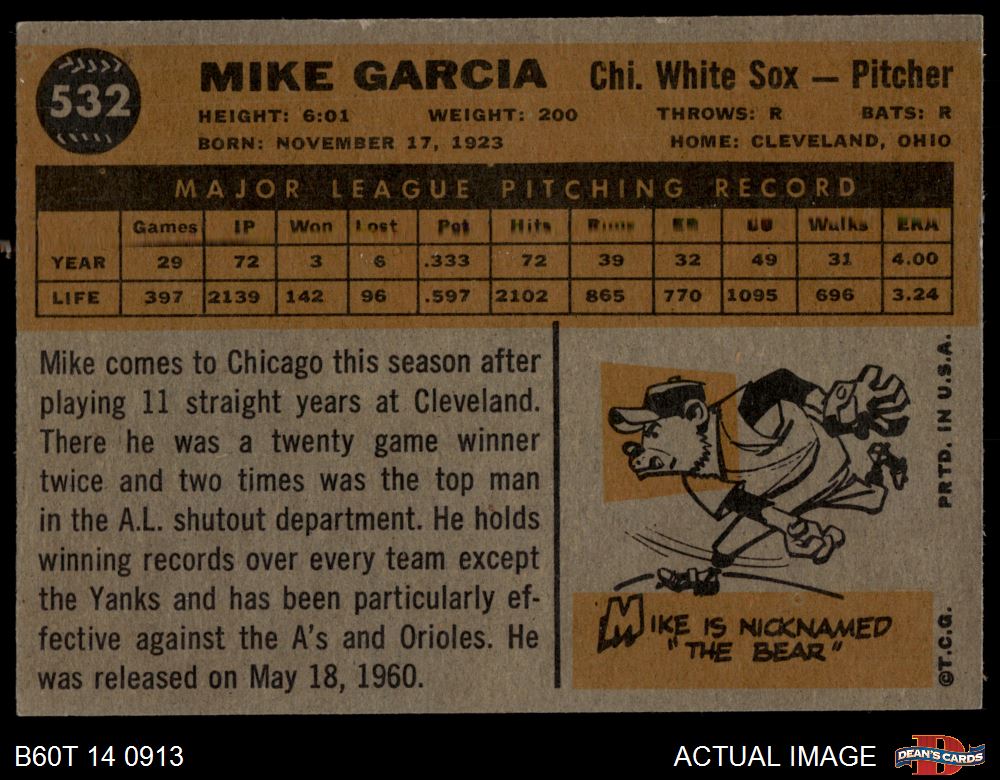 532
MIKE GARCIA Chi. White Sox — Pitcher
HEIGHT: 6:01 WEIGHT: 200 THROWS: R BATS: R
BORN: NOVEMBER 17, 1923 HOME: CLEVELAND, OHIO
MAJOR LEAGUE PITCHING RECORD
Games IP Won Lost Pct Hits Runs ER SO Walks ERA
YEAR 29 72 3 6 .333 72 39 32 49 31 4.00
LIFE 397 2139 142 96 .597 2102 865 770 1095 696 3.24
Mike comes to Chicago this season after
playing 11 straight years at Cleveland.
There he was a twenty game winner
twice and two times was the top man
in the A.L. shutout department. He holds
winning records over every team except
the Yanks and has been particularly ef-
fective against the A's and Orioles. He
was released on May 18, 1960.
MIKE IS NICKNAMED
"THE BEAR"
PRTD. IN U.S.A.
©T.C.G.
B60T 14 0913
ACTUAL IMAGE
DEAN'S CARDS